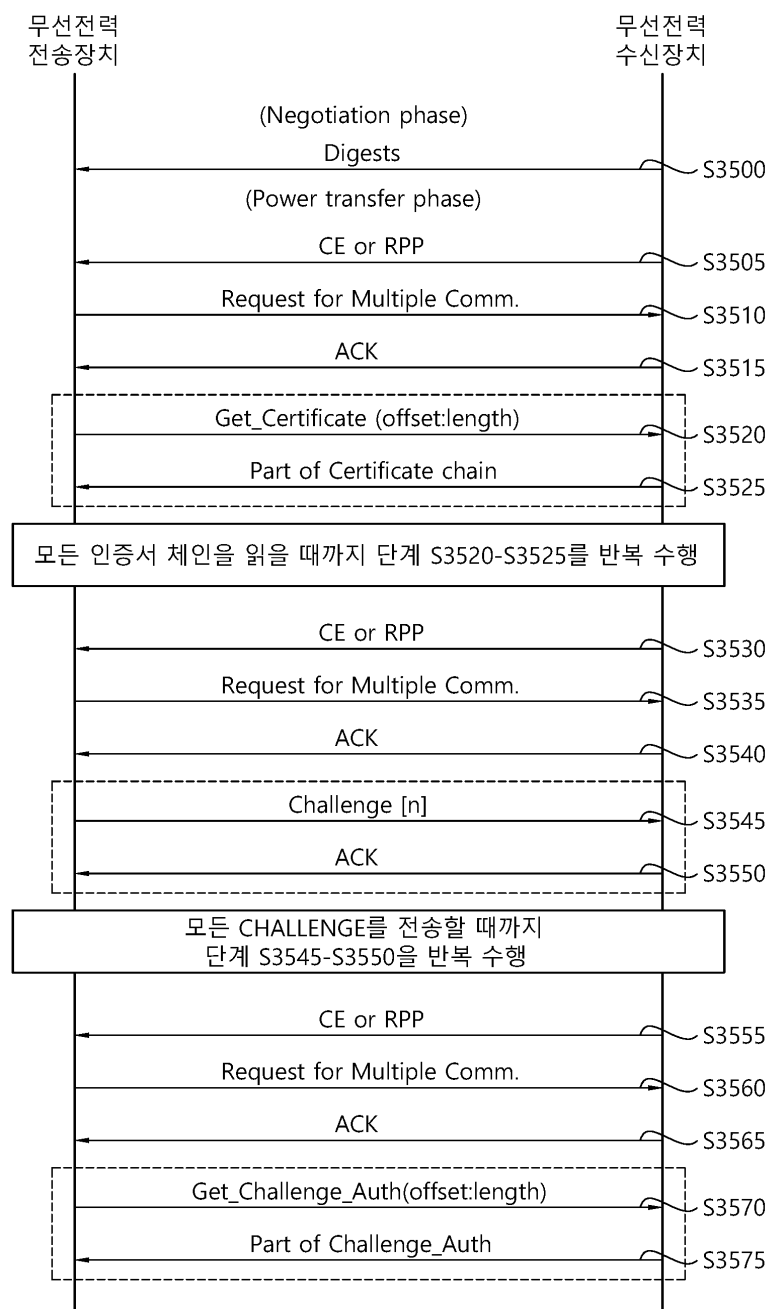 무선전력
전송장치
무선전력
수신장치
(Negotiation phase)
Digests
S3500
(Power transfer phase)
CE or RPP
S3505
Request for Multiple Comm.
S3510
ACK
S3515
Get_Certificate (offset:length)
S3520
Part of Certificate chain
S3525
모든 인증서 체인을 읽을 때까지 단계 S3520-S3525를 반복 수행
CE or RPP
S3530
Request for Multiple Comm.
S3535
ACK
S3540
Challenge [n]
S3545
ACK
S3550
모든 CHALLENGE를 전송할 때까지
단계 S3545-S3550을 반복 수행
CE or RPP
S3555
Request for Multiple Comm.
S3560
ACK
S3565
Get_Challenge_Auth(offset:length)
S3570
Part of Challenge_Auth
S3575